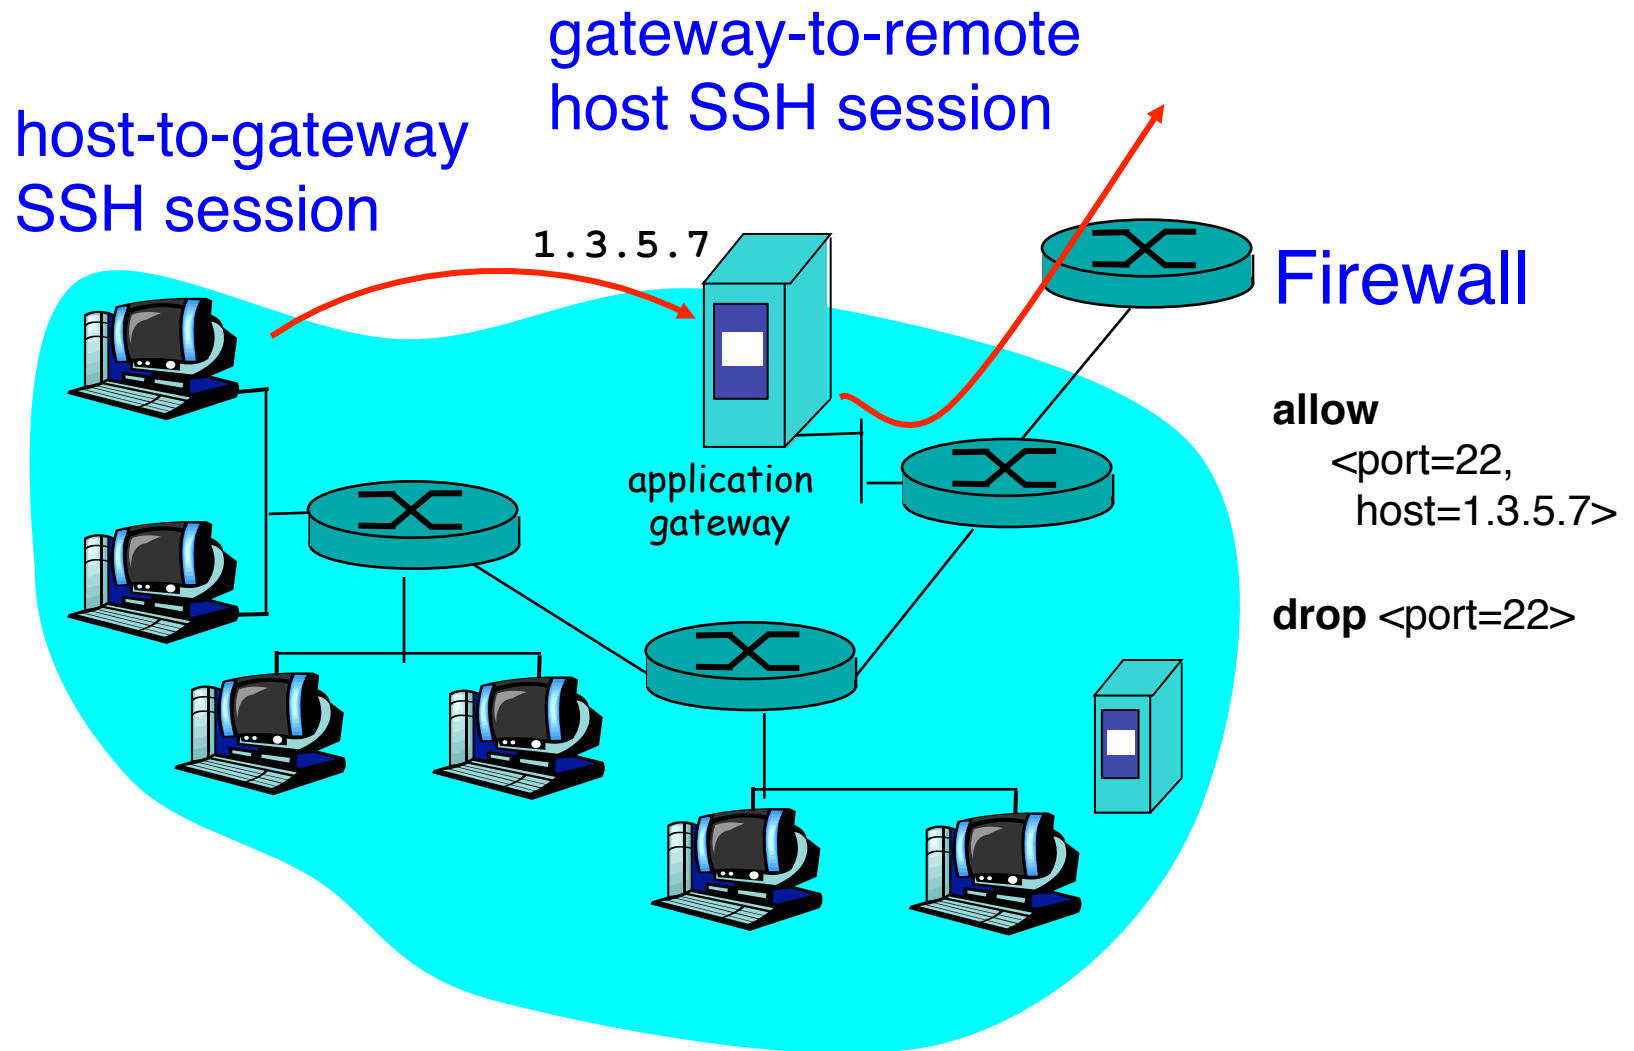 gateway-to-remote
host SSH session
host-to-gateway
SSH session
1.3.5.7
Firewall
allow
<port=22,
host=1.3.5.7>
application
gateway
drop <port=22>